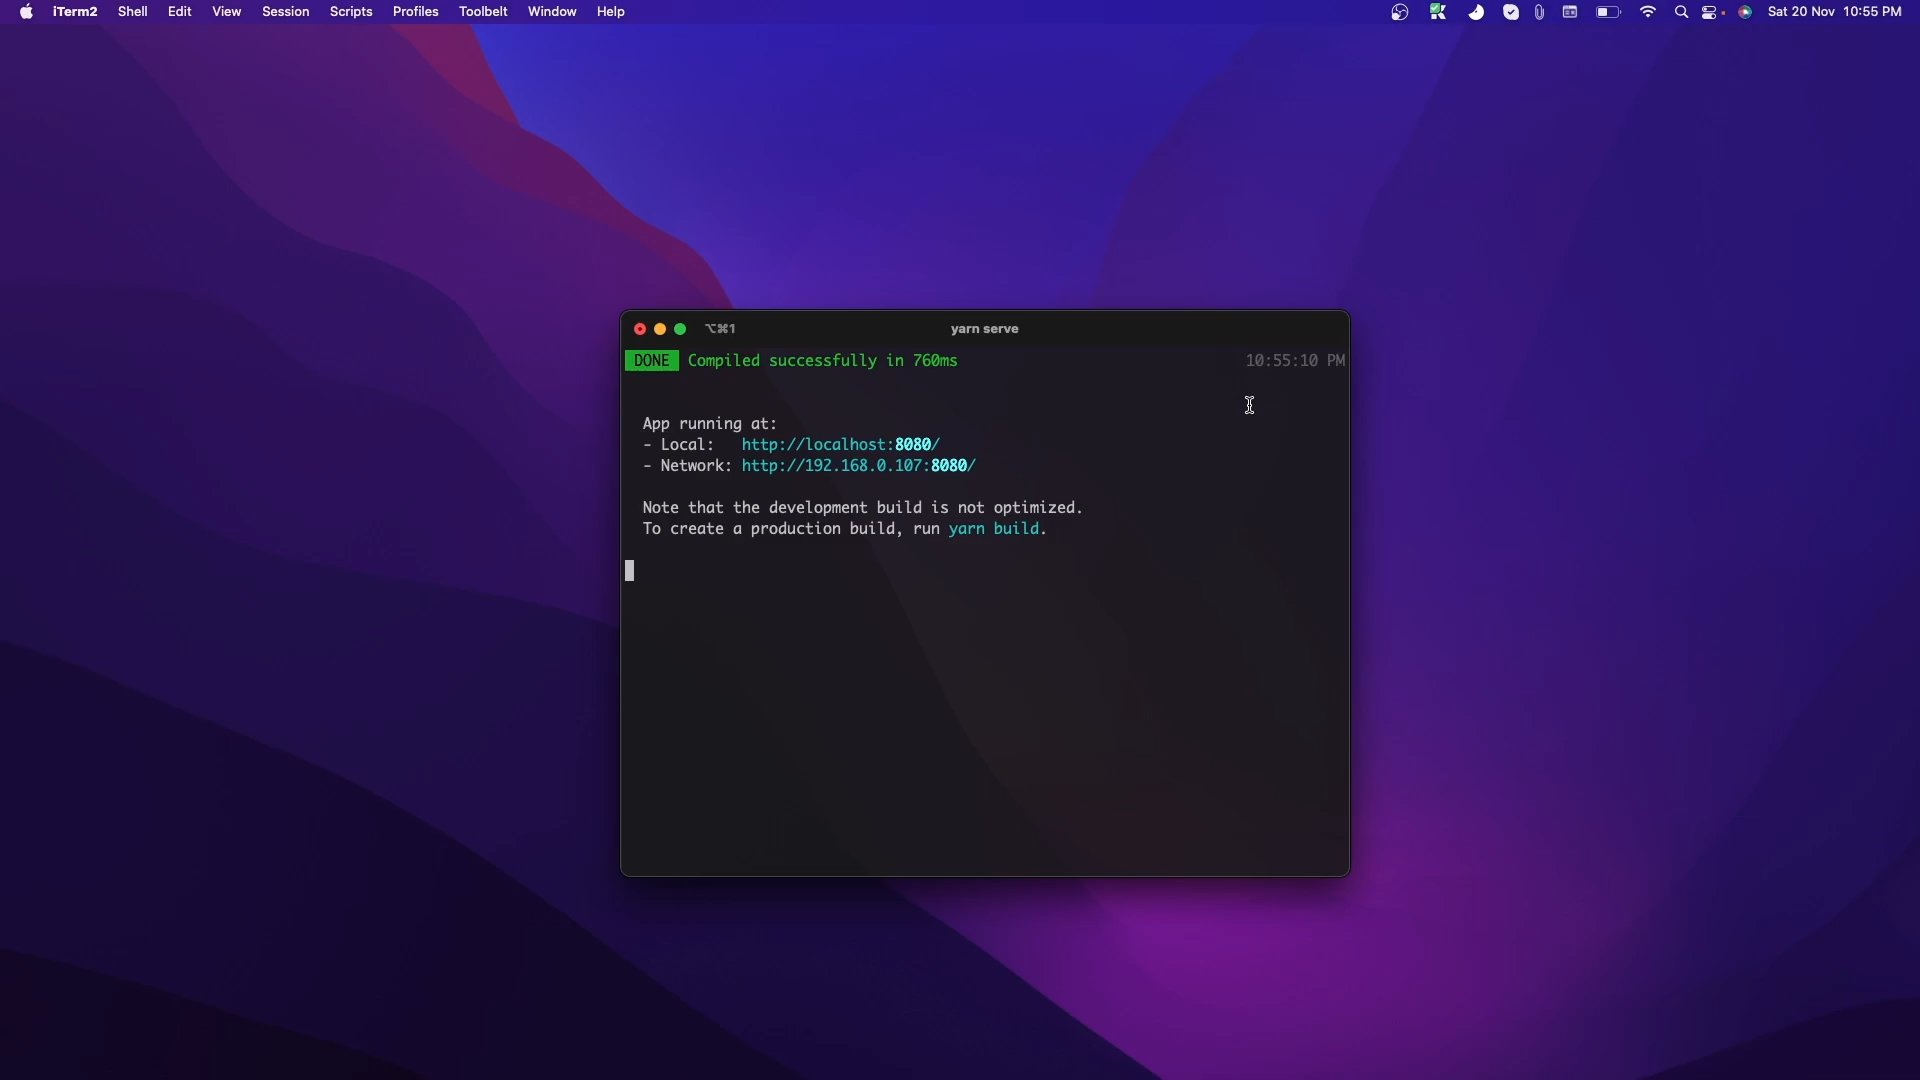 iTerm2 Shell Edit View Session Scripts Profiles Toolbelt Window Help Sat 20 Nov 10:55 PM
⌥⌘1 yarn serve
DONE Compiled successfully in 760ms 10:55:10 PM
App running at:
- Local: http://localhost:8080/
- Network: http://192.168.0.107:8080/
Note that the development build is not optimized.
To create a production build, run yarn build.